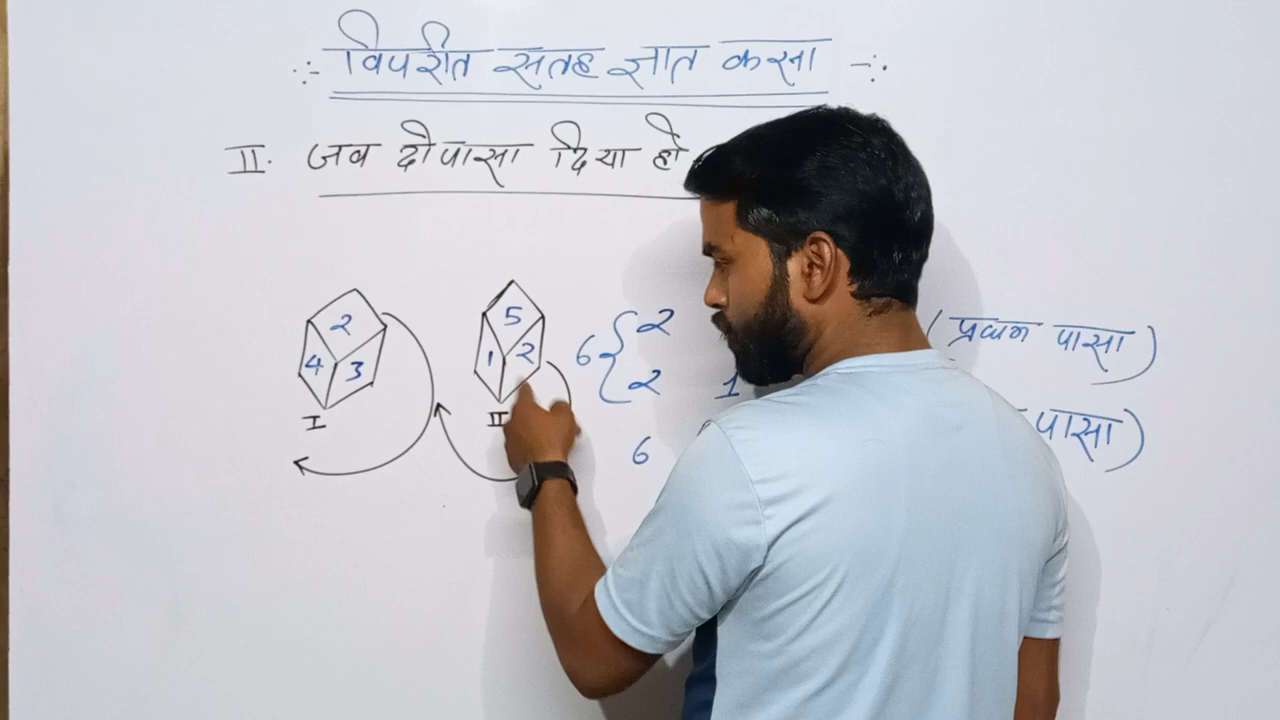 :- विपरीत सतह ज्ञात करना -:
II. जब दो पासा दिया हो
2
4 3
I
5
1 2
II
6 { 2 (प्रथम पासा)
2 1
6 पासा)